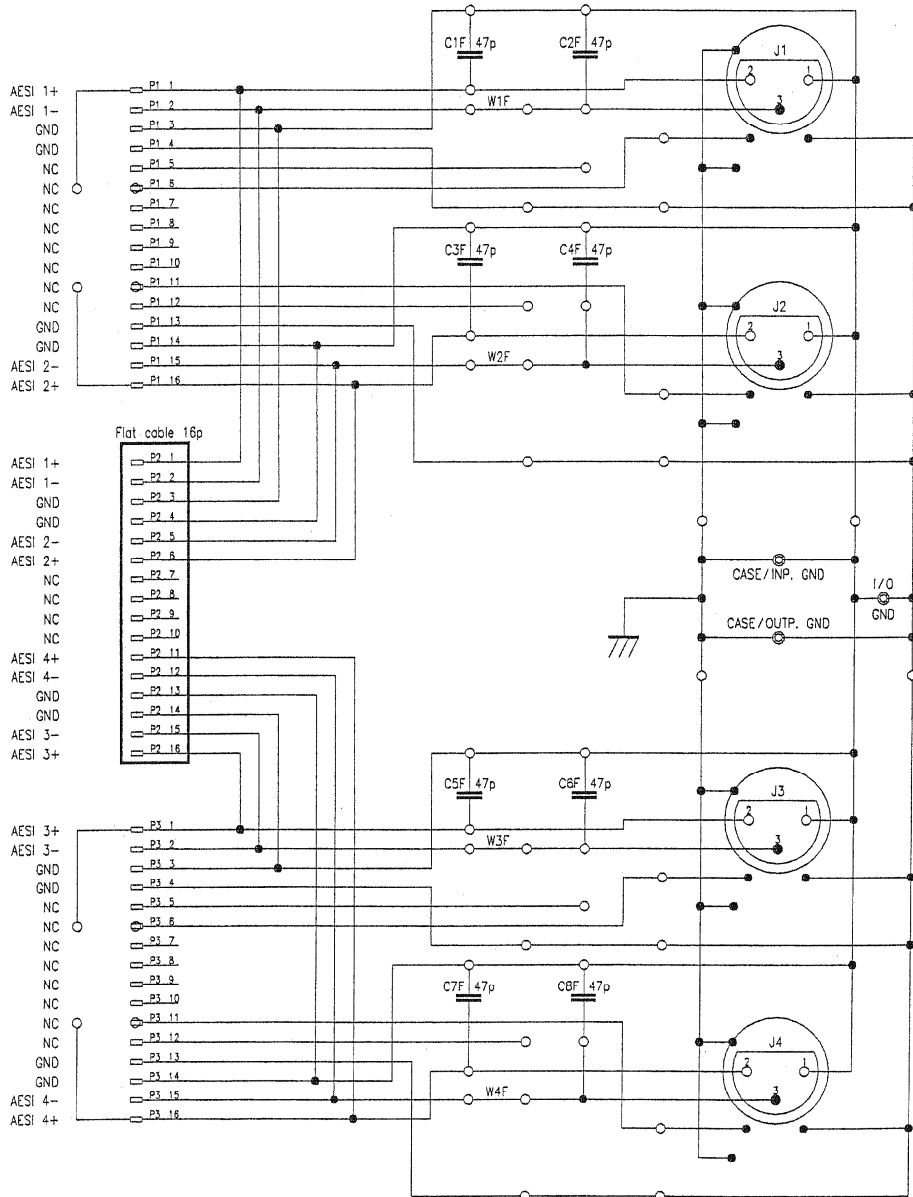 C1F 47p C2F 47p J1
2 1
3
AESI 1+ P1 1
AESI 1- P1 2 W1F
GND P1 3
GND P1 4
NC P1 5
NC P1 6
NC P1 7
NC P1 8
NC P1 9
NC P1 10
NC P1 11
NC P1 12
GND P1 13
GND P1 14
AESI 2- P1 15 W2F
AESI 2+ P1 16
C3F 47p C4F 47p J2
2 1
3
Flat cable 16p
AESI 1+ P2 1
AESI 1- P2 2
GND P2 3
GND P2 4
AESI 2- P2 5
AESI 2+ P2 6
NC P2 7
NC P2 8
NC P2 9
NC P2 10
AESI 4+ P2 11
AESI 4- P2 12
GND P2 13
GND P2 14
AESI 3- P2 15
AESI 3+ P2 16
CASE/INP. GND
I/O
GND
CASE/OUTP. GND
C5F 47p C6F 47p J3
2 1
3
AESI 3+ P3 1
AESI 3- P3 2 W3F
GND P3 3
GND P3 4
NC P3 5
NC P3 6
NC P3 7
NC P3 8
NC P3 9
NC P3 10
NC P3 11
NC P3 12
GND P3 13
GND P3 14
AESI 4- P3 15 W4F
AESI 4+ P3 16
C7F 47p C8F 47p J4
2 1
3